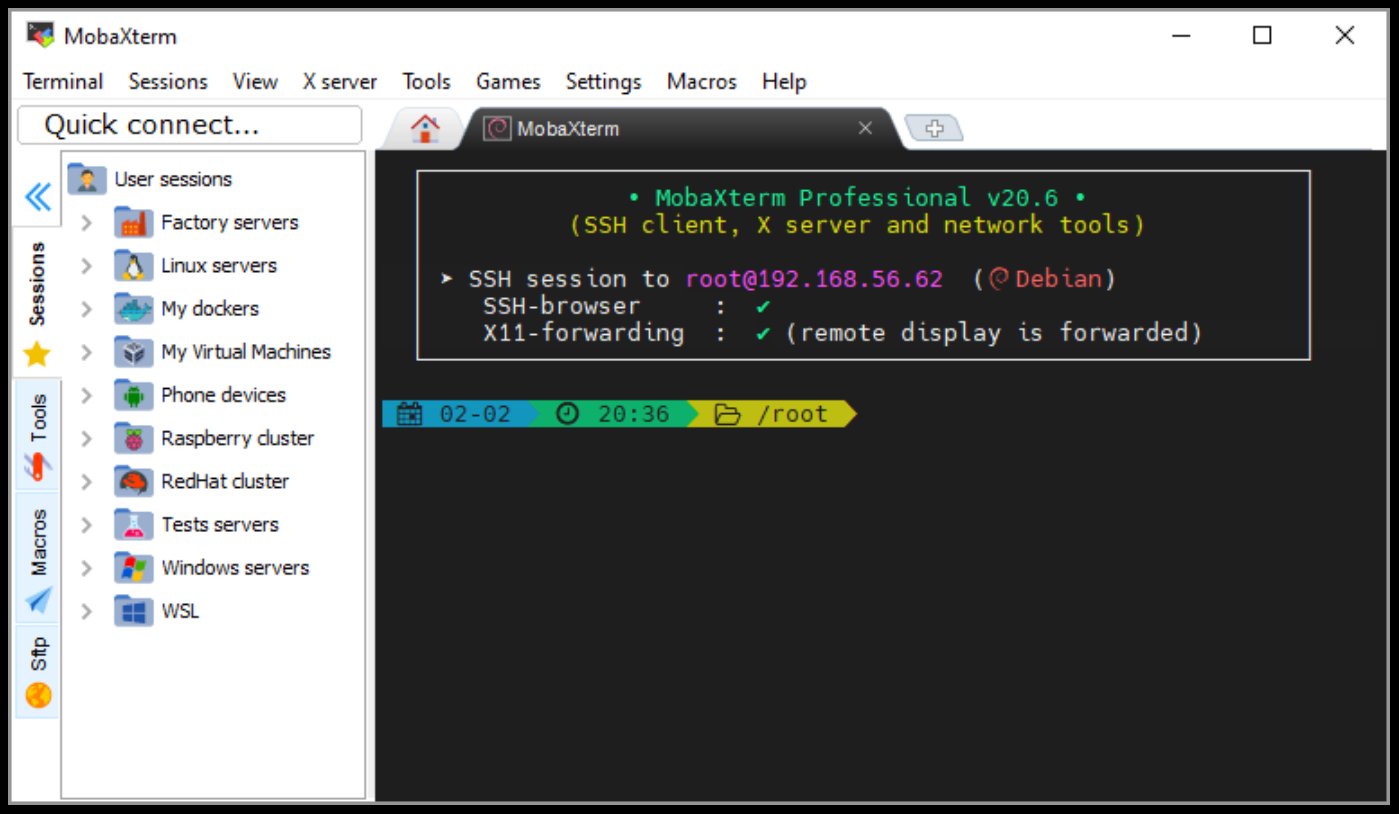 MobaXterm
Terminal Sessions View X server Tools Games Settings Macros Help
Quick connect...
MobaXterm
Sessions
Tools
Macros
Sftp
User sessions
Factory servers
Linux servers
My dockers
My Virtual Machines
Phone devices
Raspberry cluster
RedHat cluster
Tests servers
Windows servers
WSL
• MobaXterm Professional v20.6 •
(SSH client, X server and network tools)
➤ SSH session to root@192.168.56.62 (Debian)
SSH-browser : ✔
X11-forwarding : ✔ (remote display is forwarded)
02-02 20:36 /root